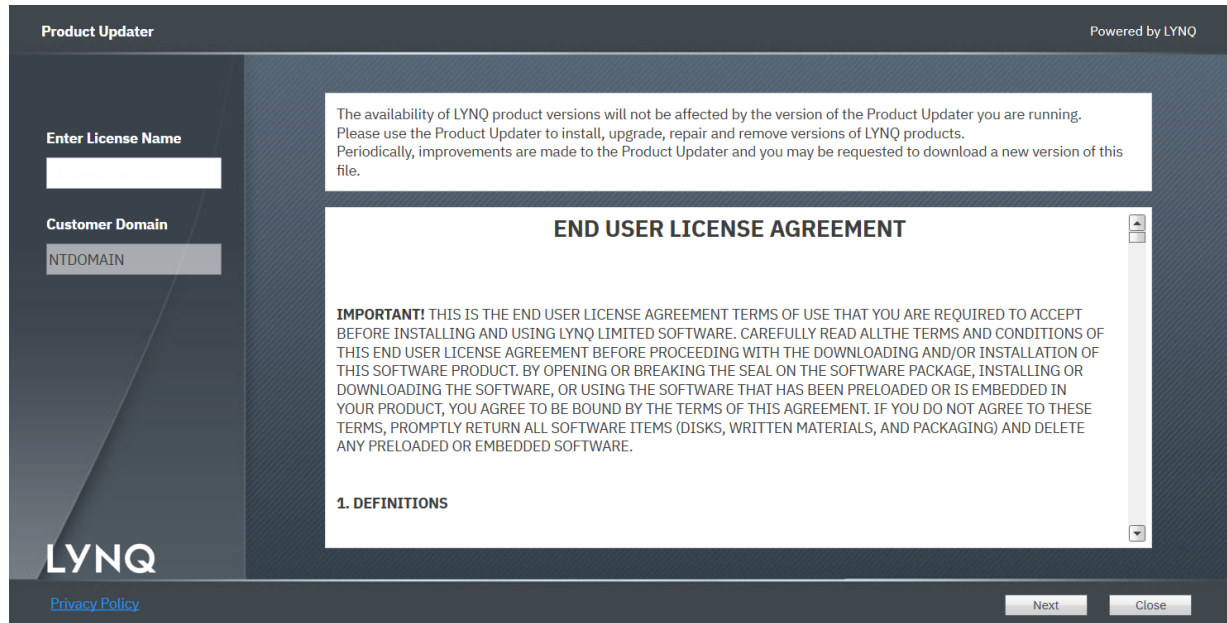 Product Updater
Powered by LYNQ
Enter License Name
Customer Domain
NTDOMAIN
The availability of LYNQ product versions will not be affected by the version of the Product Updater you are running.
Please use the Product Updater to install, upgrade, repair and remove versions of LYNQ products.
Periodically, improvements are made to the Product Updater and you may be requested to download a new version of this
file.
END USER LICENSE AGREEMENT
IMPORTANT! THIS IS THE END USER LICENSE AGREEMENT TERMS OF USE THAT YOU ARE REQUIRED TO ACCEPT
BEFORE INSTALLING AND USING LYNQ LIMITED SOFTWARE. CAREFULLY READ ALLTHE TERMS AND CONDITIONS OF
THIS END USER LICENSE AGREEMENT BEFORE PROCEEDING WITH THE DOWNLOADING AND/OR INSTALLATION OF
THIS SOFTWARE PRODUCT. BY OPENING OR BREAKING THE SEAL ON THE SOFTWARE PACKAGE, INSTALLING OR
DOWNLOADING THE SOFTWARE, OR USING THE SOFTWARE THAT HAS BEEN PRELOADED OR IS EMBEDDED IN
YOUR PRODUCT, YOU AGREE TO BE BOUND BY THE TERMS OF THIS AGREEMENT. IF YOU DO NOT AGREE TO THESE
TERMS, PROMPTLY RETURN ALL SOFTWARE ITEMS (DISKS, WRITTEN MATERIALS, AND PACKAGING) AND DELETE
ANY PRELOADED OR EMBEDDED SOFTWARE.
1. DEFINITIONS
LYNQ
Privacy Policy
Next
Close